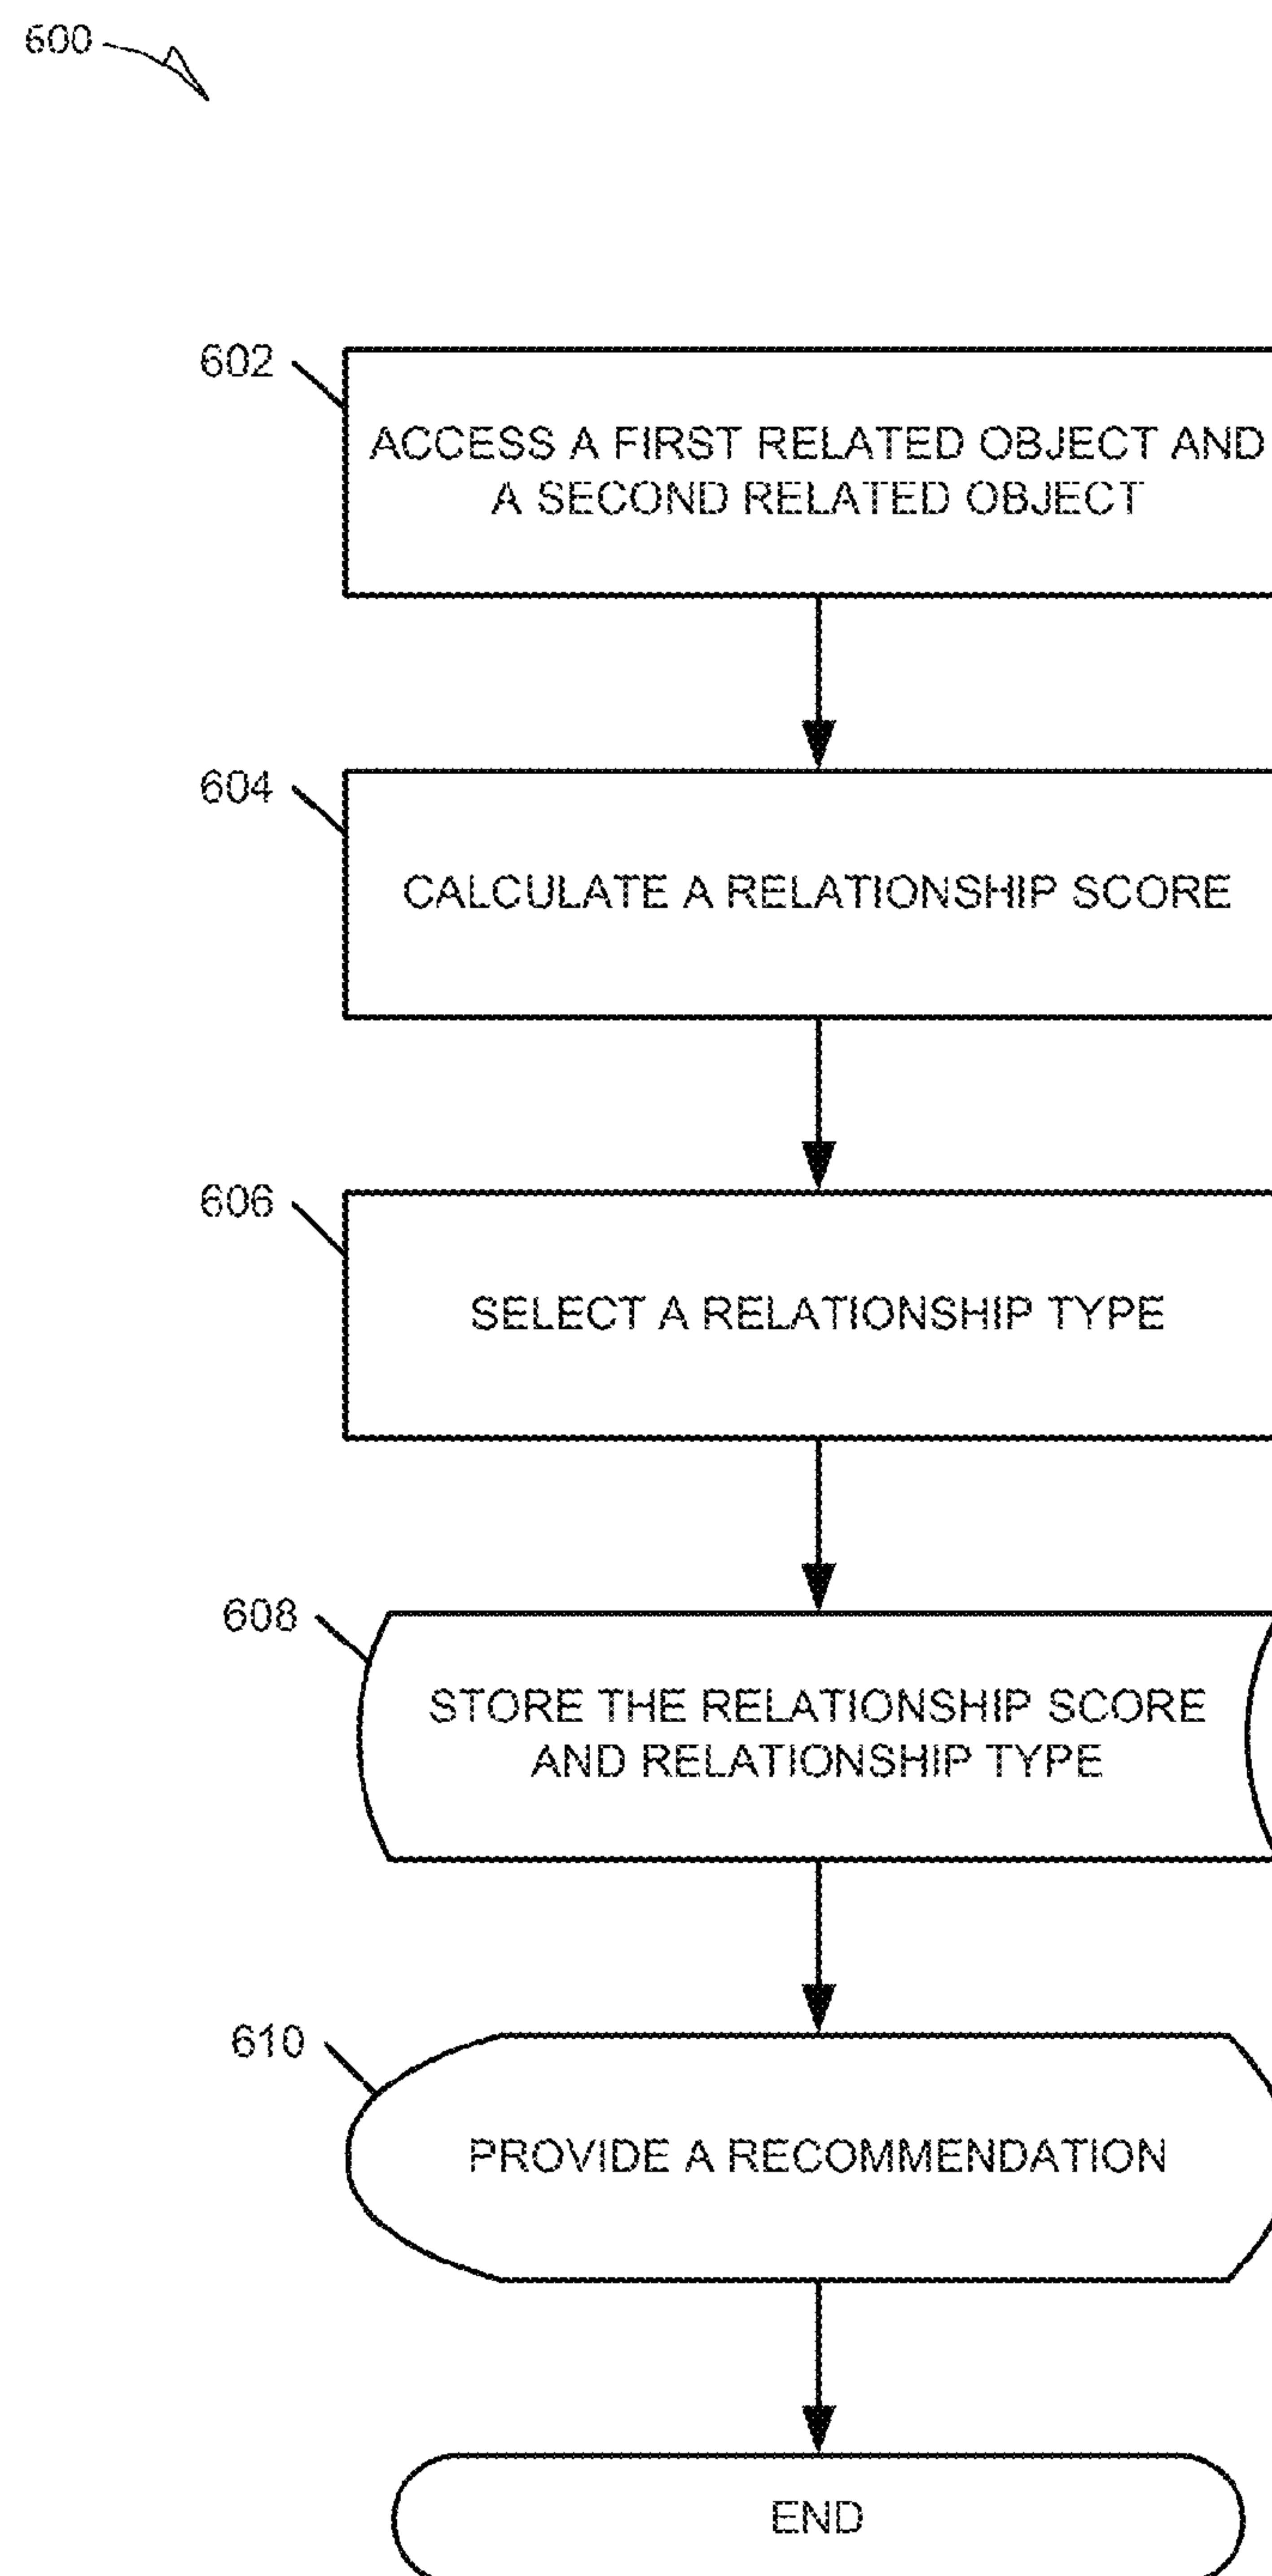 600
602
ACCESS A FIRST RELATED OBJECT AND
A SECOND RELATED OBJECT
604
CALCULATE A RELATIONSHIP SCORE
606
SELECT A RELATIONSHIP TYPE
608
STORE THE RELATIONSHIP SCORE
AND RELATIONSHIP TYPE
610
PROVIDE A RECOMMENDATION
END